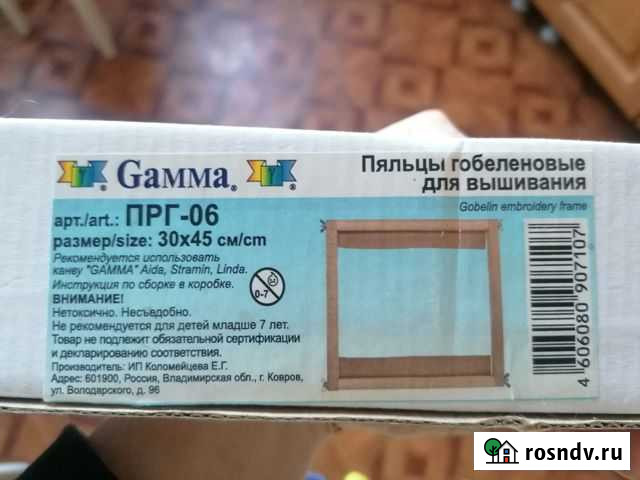 Gamma®
Пяльцы гобеленовые
для вышивания
Gobelin embroidery frame
арт./art.: ПРГ-06
размер/size: 30x45 см/cm
Рекомендуется использовать
канву "GAMMA" Aida, Stramin, Linda.
Инструкция по сборке в коробке.
0-7
ВНИМАНИЕ!
Нетоксично. Несъедобно.
Не рекомендуется для детей младше 7 лет.
Товар не подлежит обязательной сертификации
и декларированию соответствия.
Производитель: ИП Коломейцева Е.Г.
Адрес: 601900, Россия, Владимирская обл., г. Ковров,
ул. Володарского, д. 96
4 606080 907107
rosndv.ru